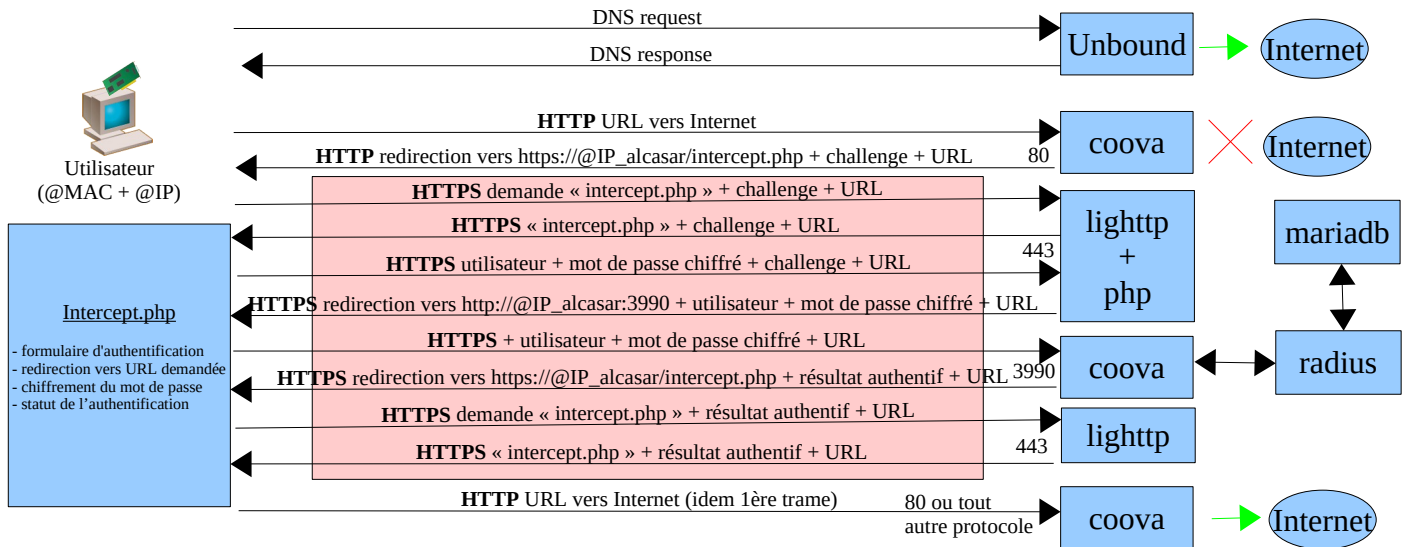 DNS request
Unbound
Internet
DNS response
HTTP URL vers Internet
coova
Internet
Utilisateur
(@MAC + @IP)
HTTP redirection vers https://@IP_alcasar/intercept.php + challenge + URL
80
HTTPS demande « intercept.php » + challenge + URL
HTTPS « intercept.php » + challenge + URL
lighttp
+
php
443
mariadb
HTTPS utilisateur + mot de passe chiffré + challenge + URL
HTTPS redirection vers http://@IP_alcasar:3990 + utilisateur + mot de passe chiffré + URL
Intercept.php
- formulaire d'authentification
- redirection vers URL demandée
- chiffrement du mot de passe
- statut de l’authentification
HTTPS + utilisateur + mot de passe chiffré + URL
coova
radius
HTTPS redirection vers https://@IP_alcasar/intercept.php + résultat authentif + URL
3990
HTTPS demande « intercept.php » + résultat authentif + URL
lighttp
HTTPS « intercept.php » + résultat authentif + URL
443
HTTP URL vers Internet (idem 1ère trame)
80 ou tout
autre protocole
coova
Internet